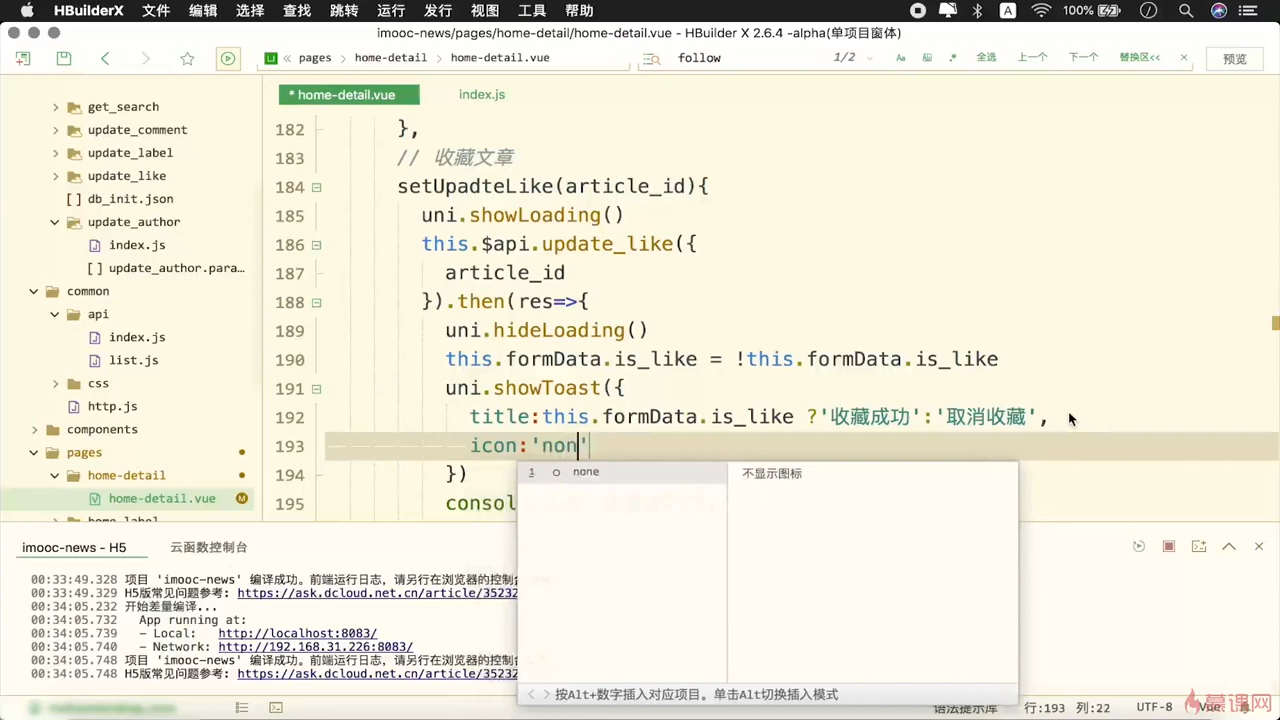 HBuilderX 文件 编辑 选择 查找 跳转 运行 发行 视图 工具 帮助 A 100%
imooc-news/pages/home-detail/home-detail.vue - HBuilder X 2.6.4 -alpha(单项目窗体)
pages home-detail home-detail.vue follow 1/2 Aa 全选 上一个 下一个 替换区<< 预览
get_search
update_comment
update_label
update_like
db_init.json
update_author
index.js
update_author.para...
common
api
index.js
list.js
css
http.js
components
pages
home-detail
home-detail.vue M
home_label
* home-detail.vue index.js
182 },
183 // 收藏文章
184 setUpadteLike(article_id){
185 uni.showLoading()
186 this.$api.update_like({
187 article_id
188 }).then(res=>{
189 uni.hideLoading()
190 this.formData.is_like = !this.formData.is_like
191 uni.showToast({
192 title:this.formData.is_like ?'收藏成功':'取消收藏',
193 icon:'non'
194 })
195 consol
1 none 不显示图标
按Alt+数字插入对应项目。单击Alt切换插入模式
imooc-news - H5 云函数控制台
00:33:49.328 项目 'imooc-news' 编译成功。前端运行日志，请另行在浏览器的控制台
00:33:49.329 H5版常见问题参考: https://ask.dcloud.net.cn/article/35232
00:34:05.232 开始差量编译...
00:34:05.732 App running at:
00:34:05.739 - Local: http://localhost:8083/
00:34:05.740 - Network: http://192.168.31.226:8083/
00:34:05.748 项目 'imooc-news' 编译成功。前端运行日志，请另行在浏览器的控制台
00:34:05.748 H5版常见问题参考: https://ask.dcloud.net.cn/article/35232
语法提示库 行:193 列:22 UTF-8 Vue
慕课网